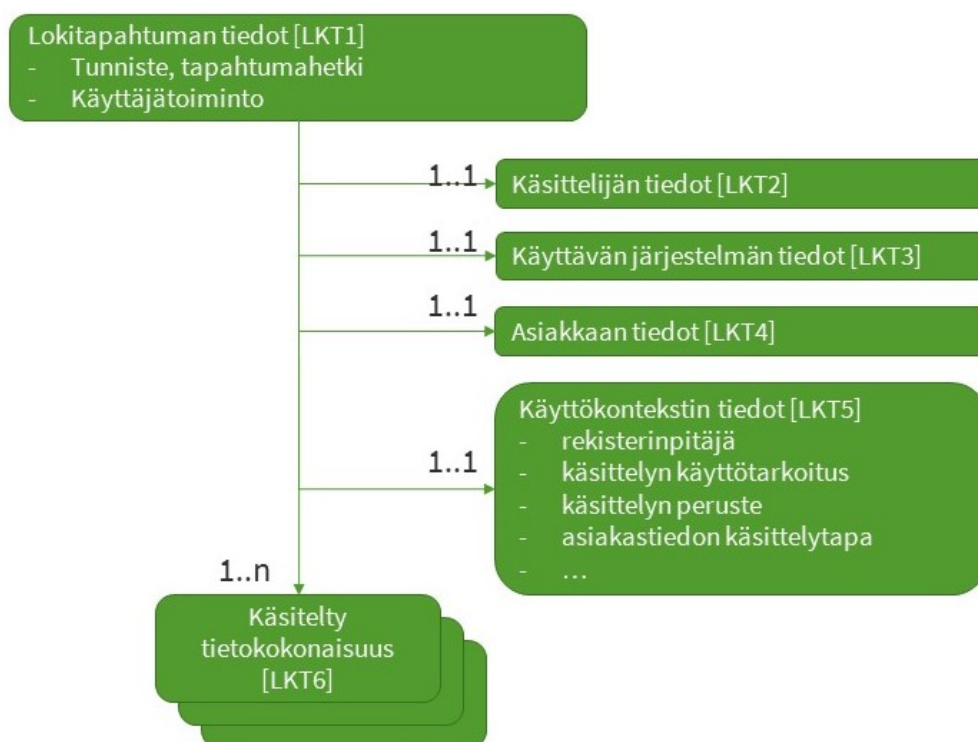 Lokitapahtuman tiedot [LKT1]
- Tunniste, tapahtumahetki
- Käyttäjätoiminto
1..1
Käsittelijän tiedot [LKT2]
1..1
Käyttävän järjestelmän tiedot [LKT3]
1..1
Asiakkaan tiedot [LKT4]
1..1
Käyttökontekstin tiedot [LKT5]
- rekisterinpitäjä
- käsittelyn käyttötarkoitus
- käsittelyn peruste
- asiakastiedon käsittelytapa
- …
1..n
Käsitelty
tietokokonaisuus
[LKT6]